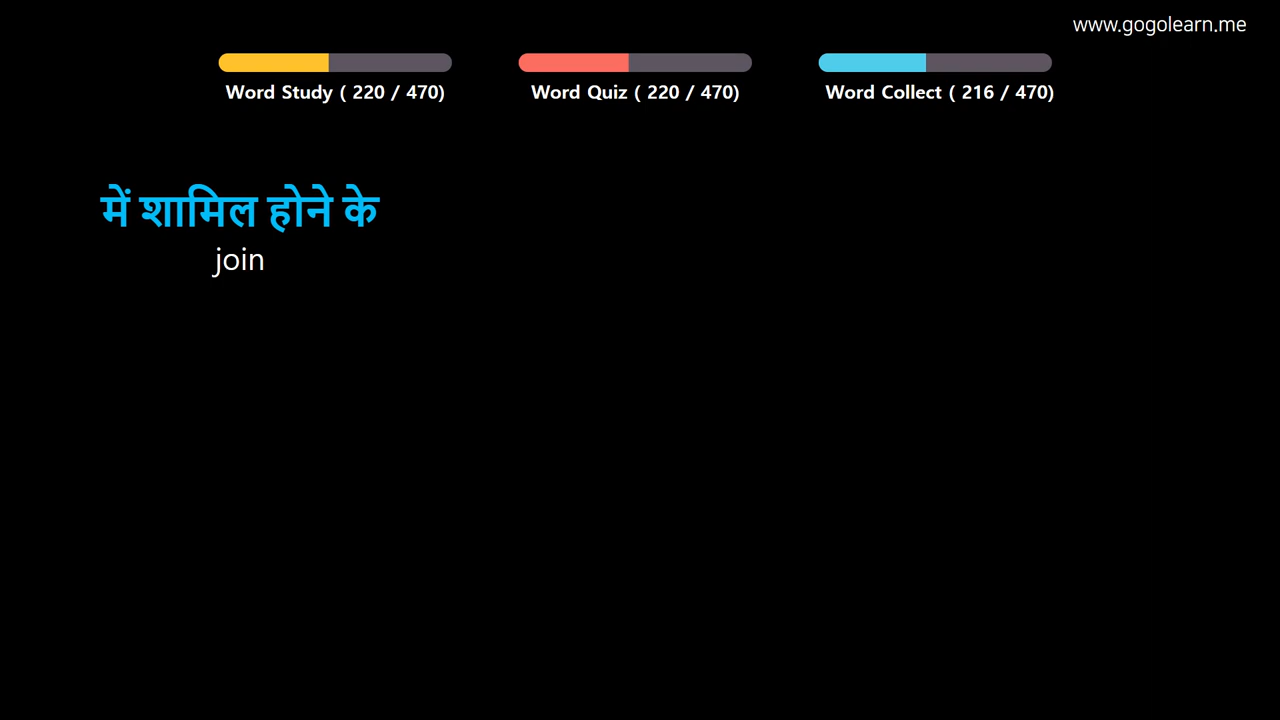 www.gogolearn.me
Word Study ( 220 / 470)
Word Quiz ( 220 / 470)
Word Collect ( 216 / 470)
में शामिल होने के
join